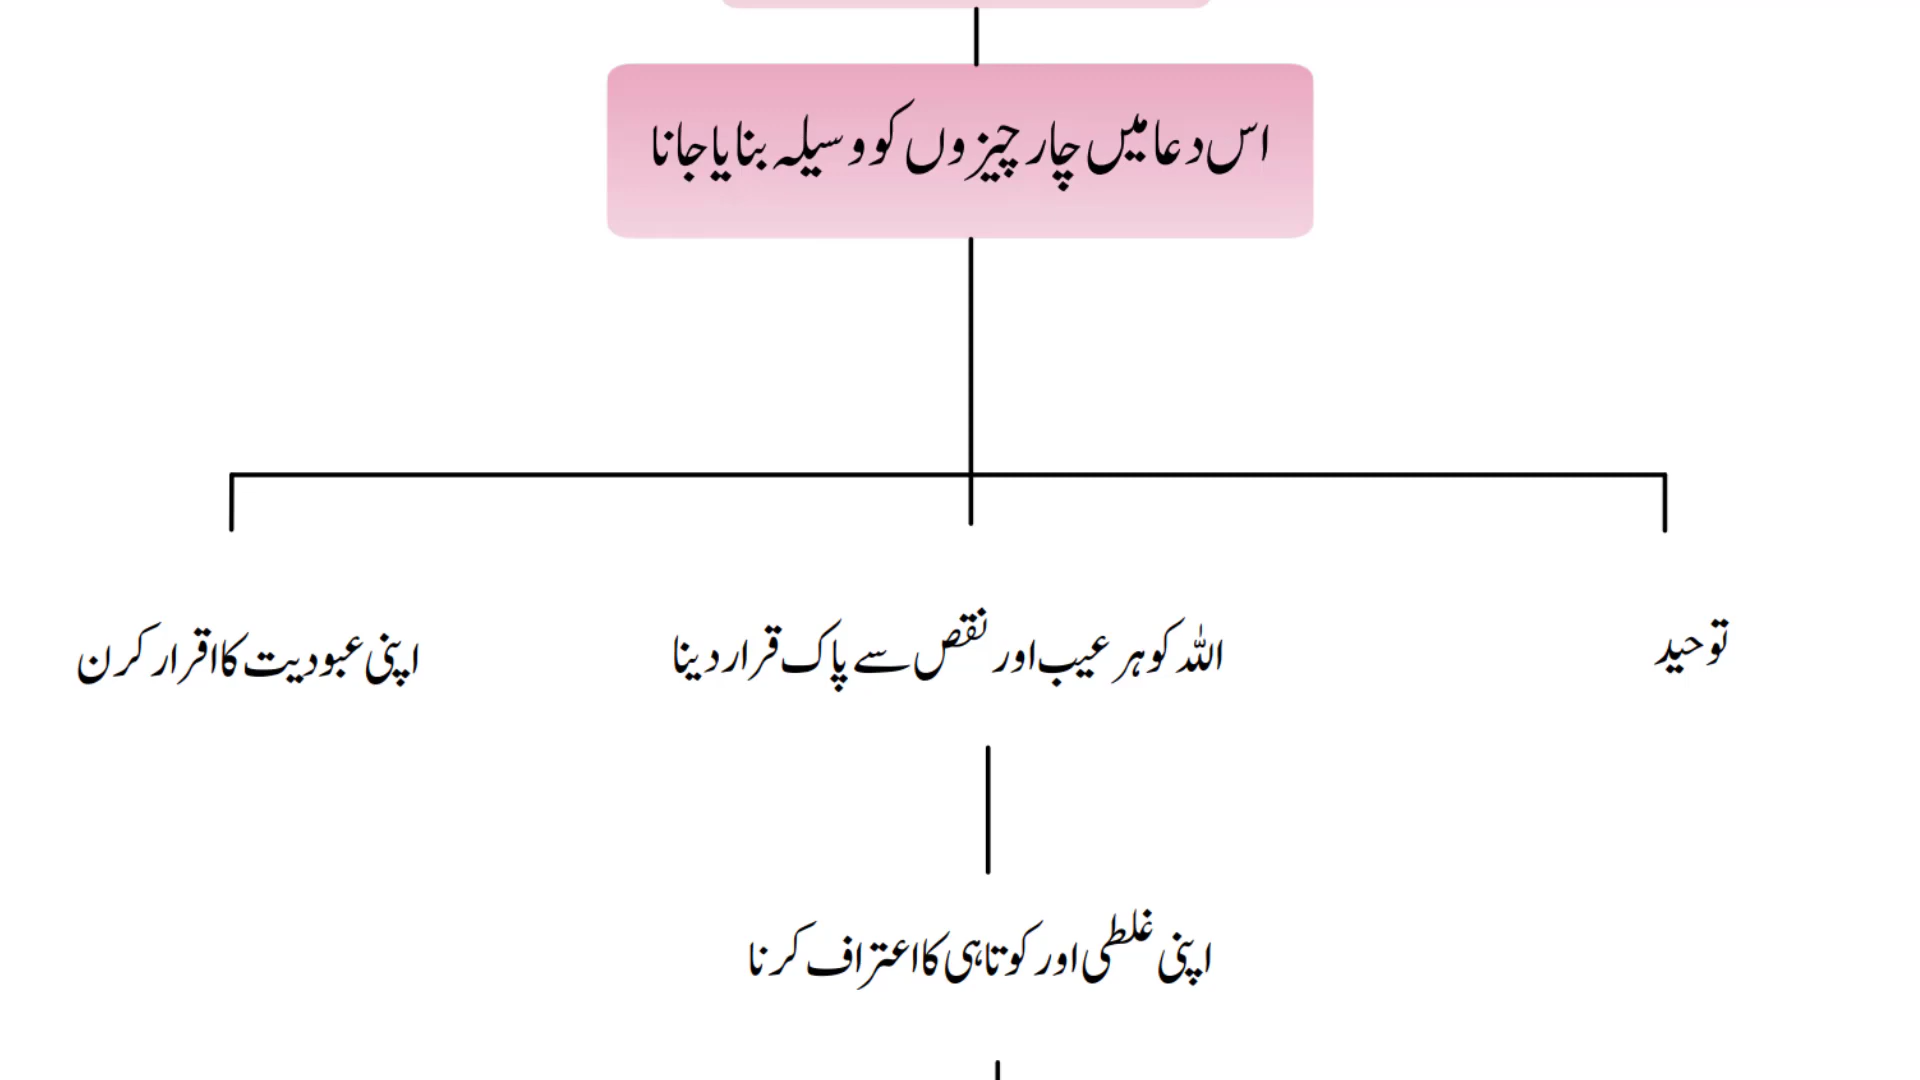 اس دعا میں چار چیزوں کو وسیلہ بنایا جانا
توحید
اللہ کو ہر عیب اور نقص سے پاک قرار دینا
اپنی عبودیت کا اقرار کرن
اپنی غلطی اور کوتاہی کا اعتراف کرنا